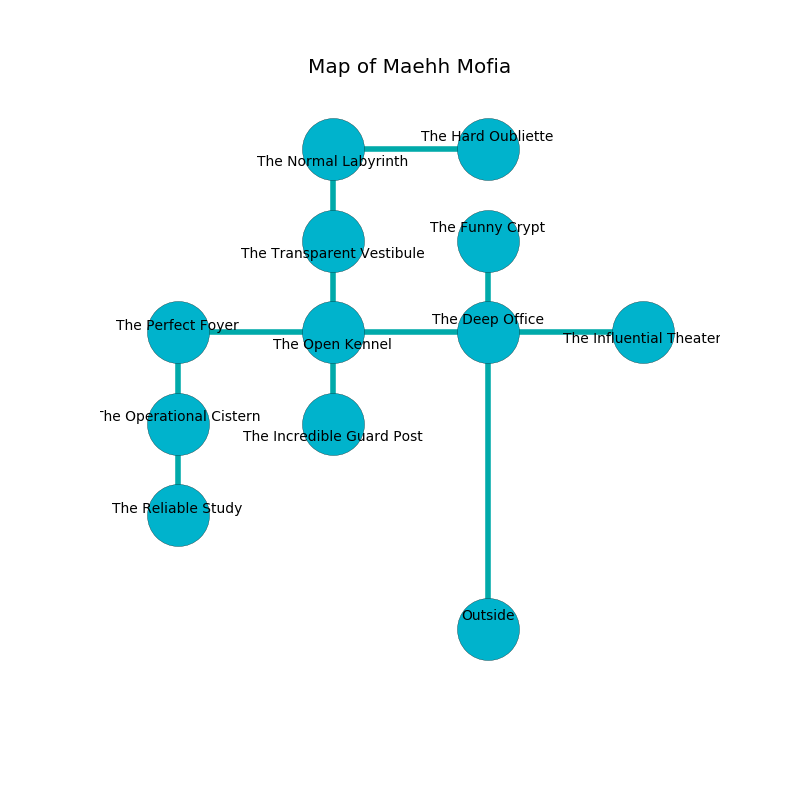 Map of Maehh Mofia
The Hard Oubliette
The Normal Labyrinth
The Funny Crypt
The Transparent Vestibule
The Deep Office
The Perfect Foyer
The Influential Theater
The Open Kennel
The Operational Cistern
The Incredible Guard Post
The Reliable Study
Outside